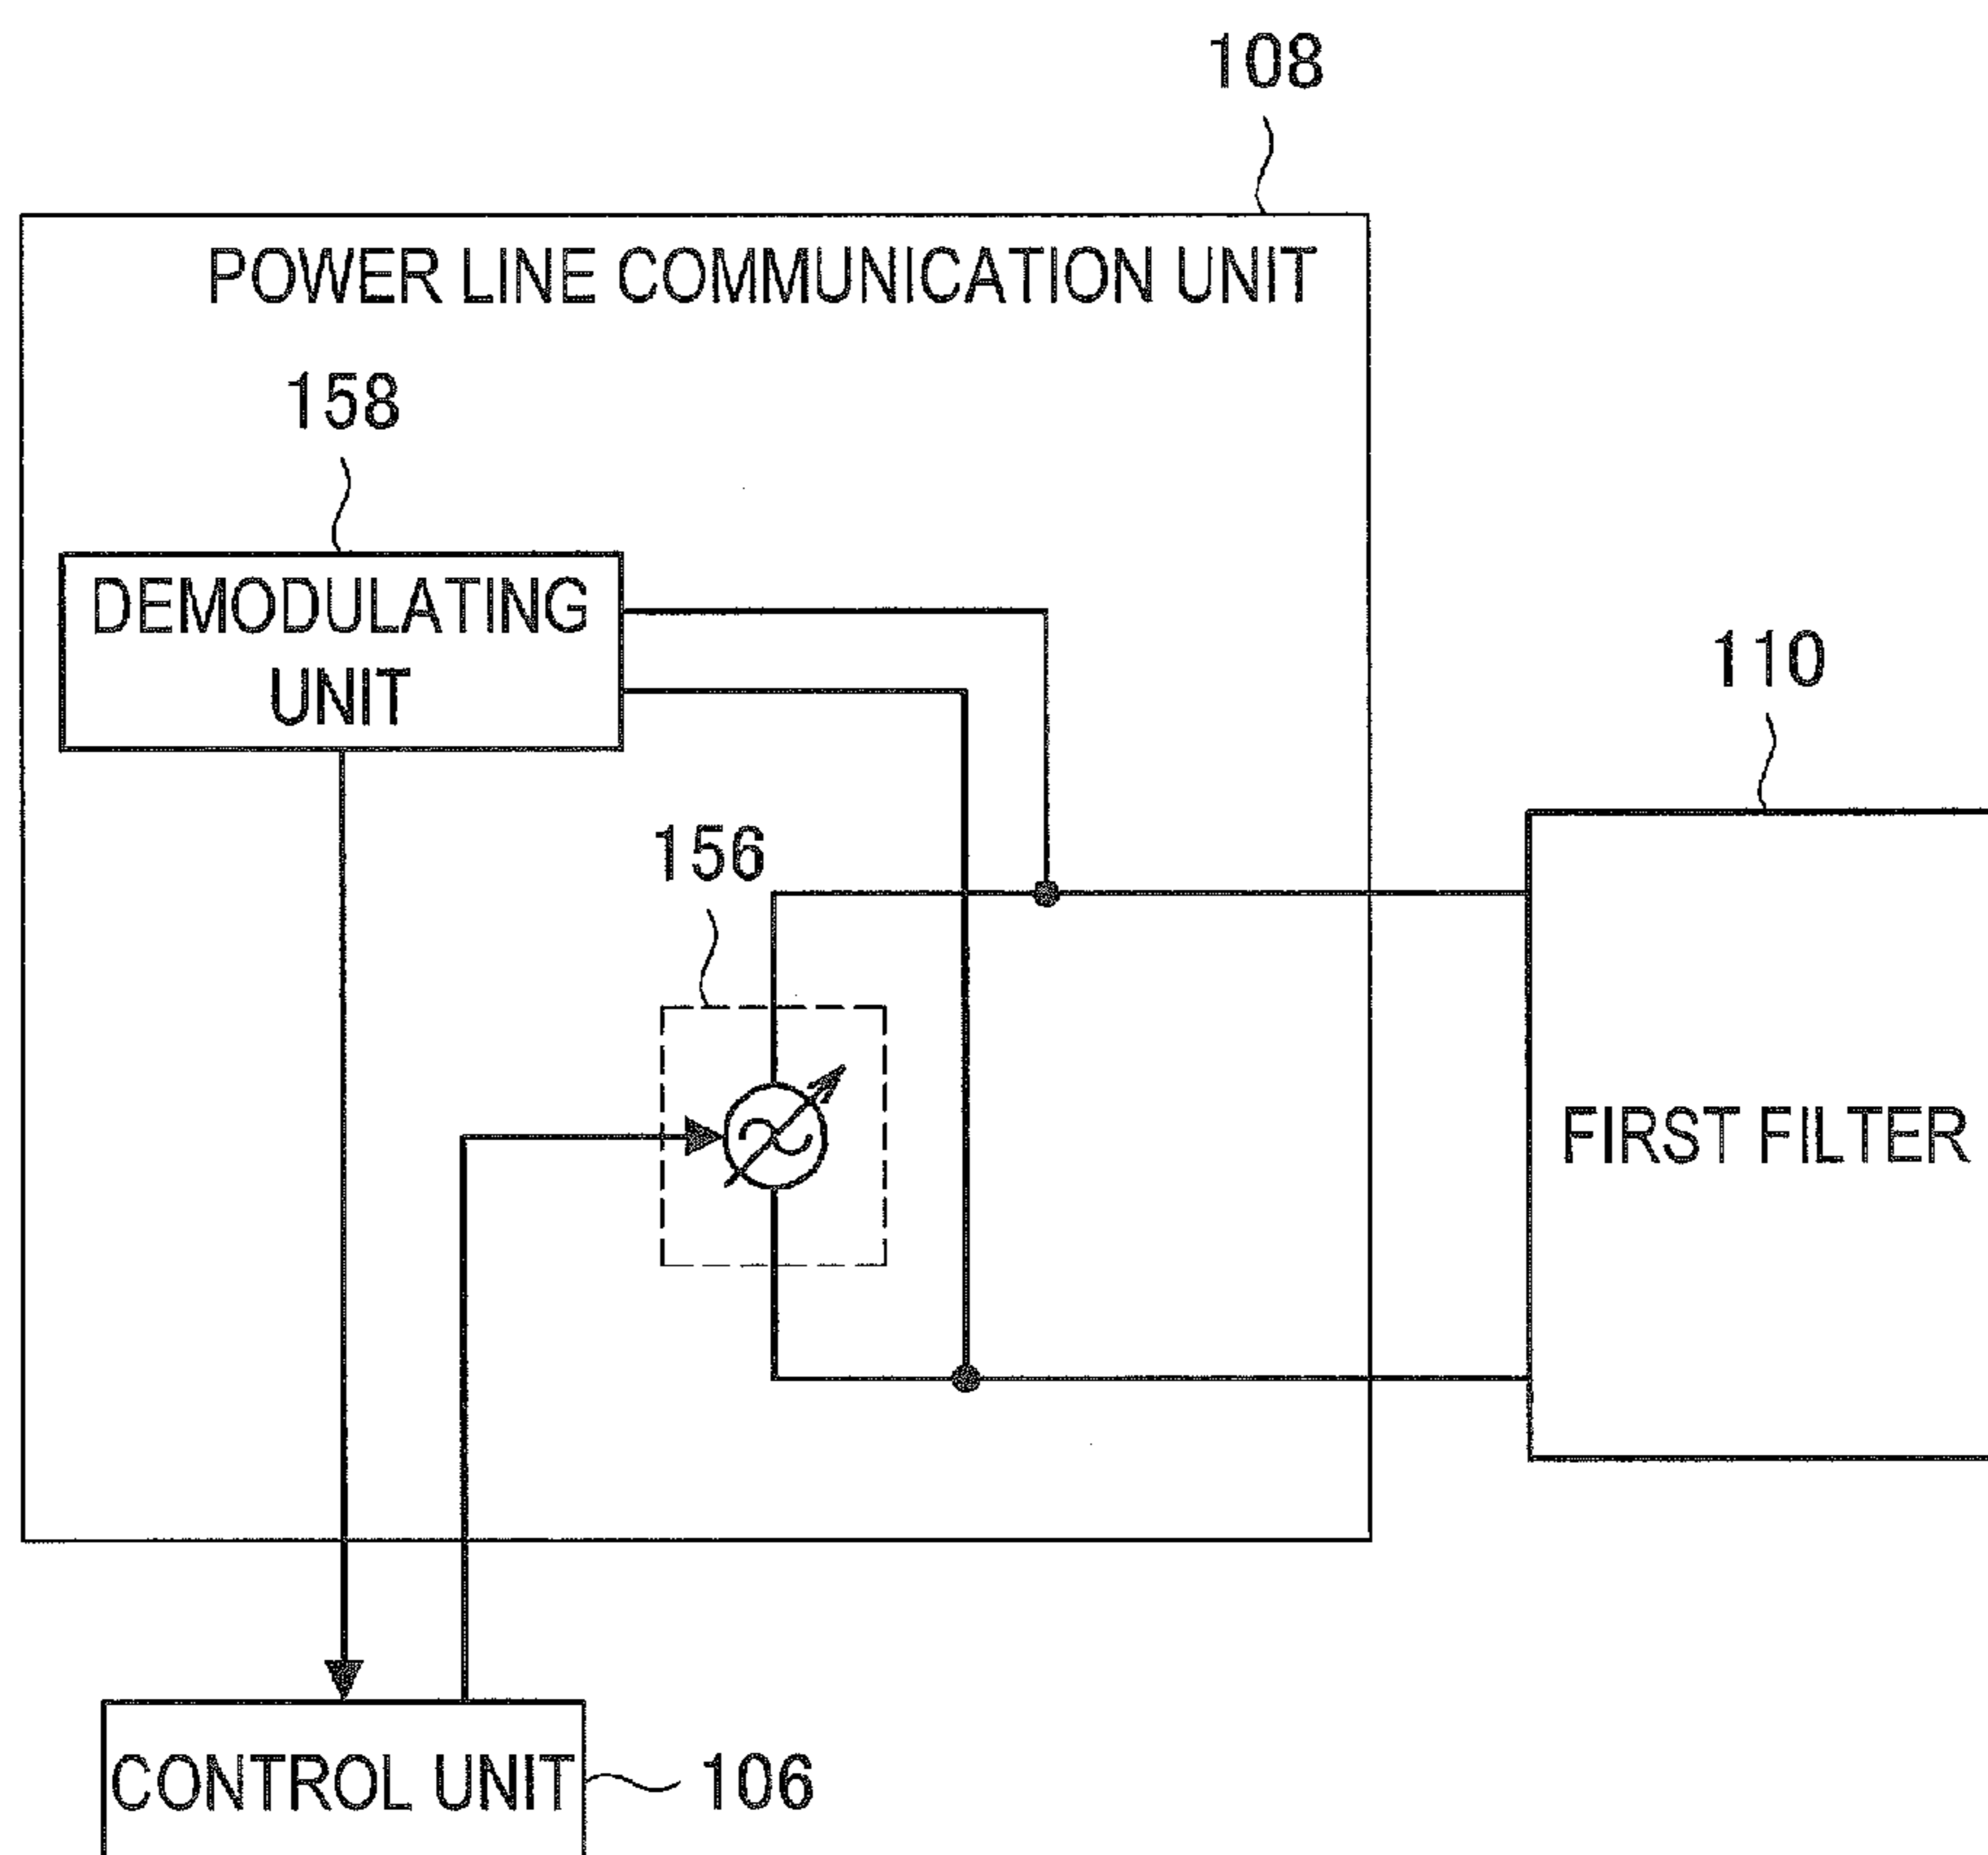 108
POWER LINE COMMUNICATION UNIT
158
DEMODULATING
UNIT
110
156
FIRST FILTER
CONTROL UNIT
106